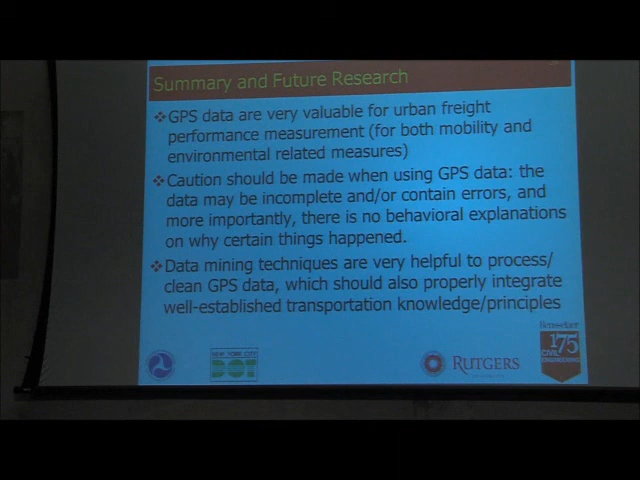 Summary and Future Research
❖GPS data are very valuable for urban freight
performance measurement (for both mobility and
environmental related measures)
❖Caution should be made when using GPS data: the
data may be incomplete and/or contain errors, and
more importantly, there is no behavioral explanations
on why certain things happened.
❖Data mining techniques are very helpful to process/
clean GPS data, which should also properly integrate
well-established transportation knowledge/principles
NEW YORK CITY
DOT
RUTGERS
Rensselaer
175
CIVIL
ENGINEERING